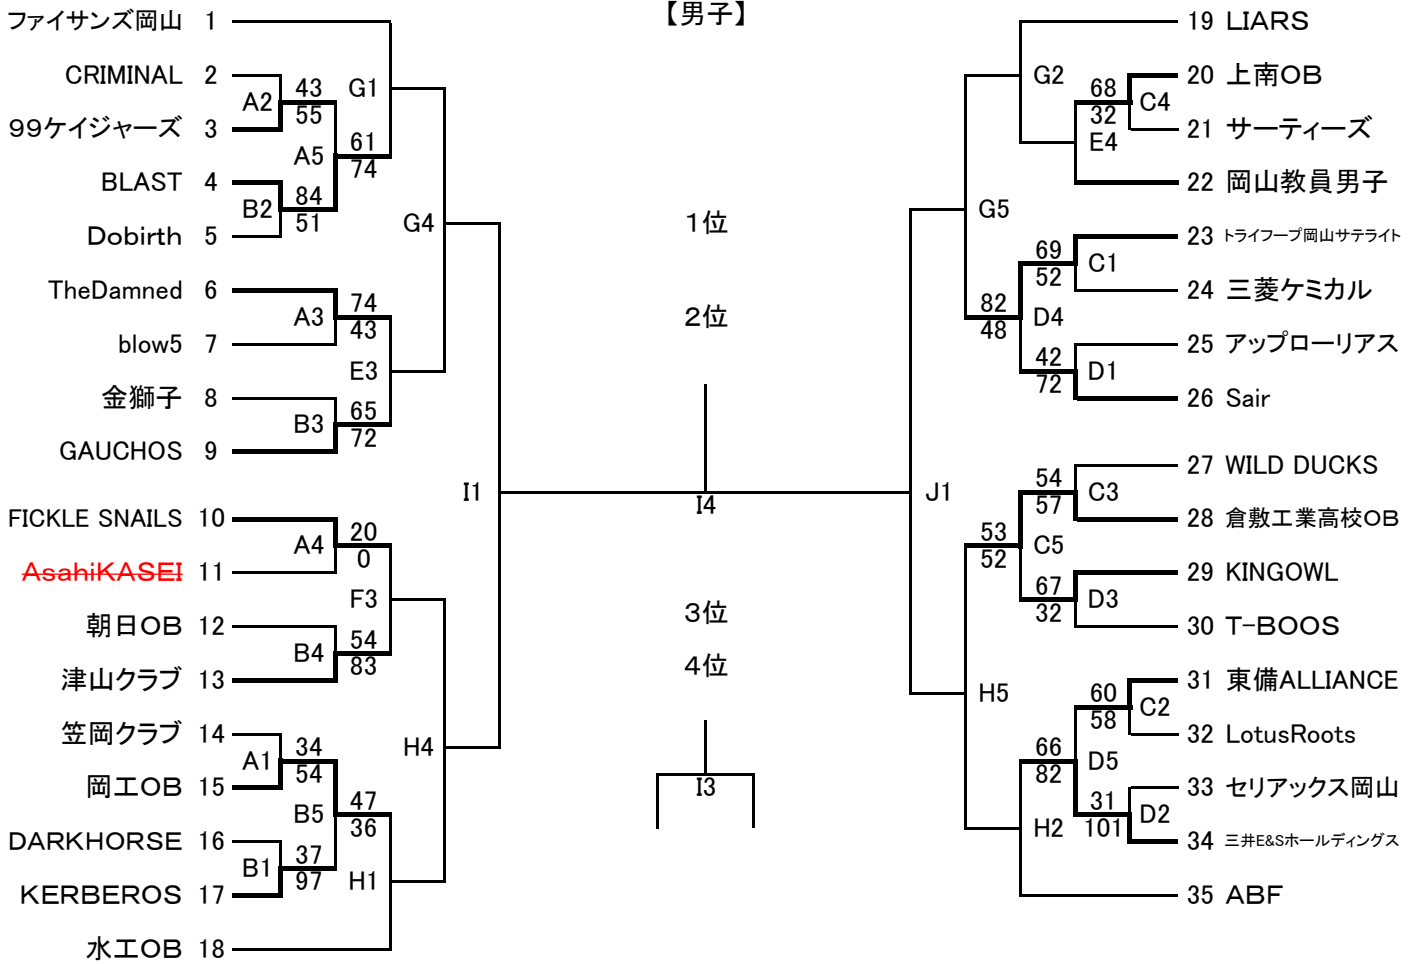 【男子】
ファイサンズ岡山 1
CRIMINAL 2
99ケイジャーズ 3
BLAST 4
Dobirth 5
TheDamned 6
blow5 7
金獅子 8
GAUCHOS 9
FICKLE SNAILS 10
AsahiKASEI 11
朝日OB 12
津山クラブ 13
笠岡クラブ 14
岡工OB 15
DARKHORSE 16
KERBEROS 17
水工OB 18
A2
43
55
B2
84
51
A5
61
74
G1
A3
74
43
B3
65
72
E3
G4
A4
20
0
B4
54
83
F3
A1
34
54
B1
37
97
B5
47
36
H1
H4
I1
1位
2位
I4
3位
4位
I3
J1
G5
G2
68
32
C4
E4
69
52
C1
82
48
D4
42
72
D1
54
57
C3
53
52
C5
67
32
D3
H5
60
58
C2
66
82
D5
31
101
D2
H2
19 LIARS
20 上南OB
21 サーティーズ
22 岡山教員男子
23 トライフープ岡山サテライト
24 三菱ケミカル
25 アップローリアス
26 Sair
27 WILD DUCKS
28 倉敷工業高校OB
29 KINGOWL
30 T-BOOS
31 東備ALLIANCE
32 LotusRoots
33 セリアックス岡山
34 三井E&Sホールディングス
35 ABF